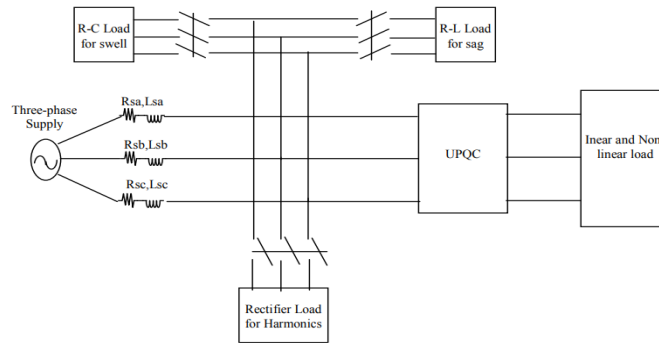 R-C Load
for swell
R-L Load
for sag
Three-phase
Supply
Rsa,Lsa
Rsb,Lsb
Rsc,Lsc
UPQC
Inear and Non
linear load
Rectifier Load
for Harmonics